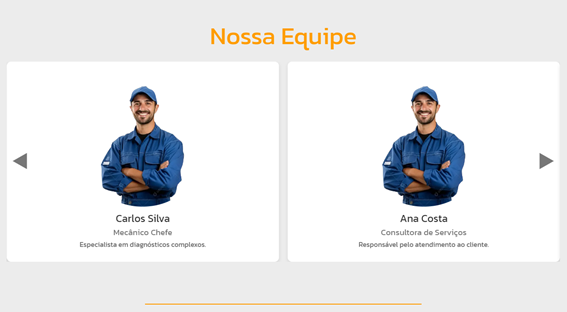 Nossa Equipe
Carlos Silva
Mecânico Chefe
Especialista em diagnósticos complexos.
Ana Costa
Consultora de Serviços
Responsável pelo atendimento ao cliente.